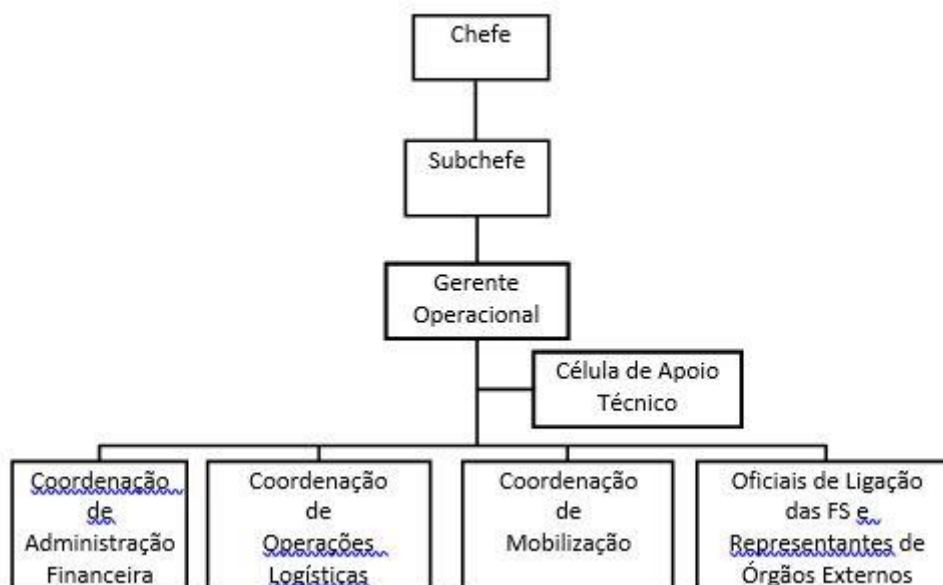 Chefe
Subchefe
Gerente
Operacional
Célula de Apoio
Técnico
Coordenação
de
Administração
Financeira
Coordenação
de
Operações
Logísticas
Coordenação
de
Mobilização
Oficiais de Ligação
das FS e
Representantes de
Órgãos Externos